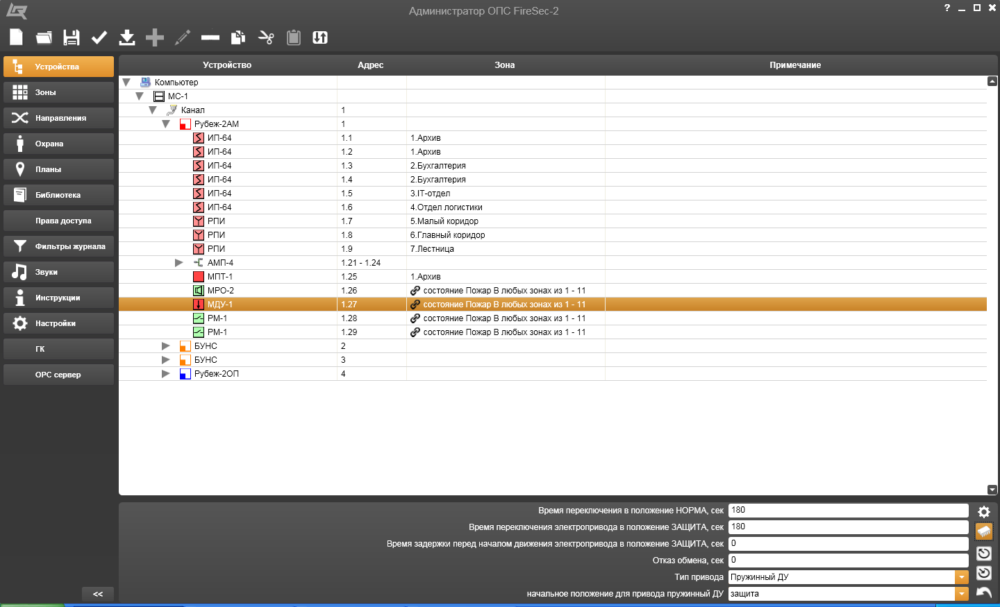 Администратор ОПС FireSec-2
?
Устройства
Зоны
Направления
Охрана
Планы
Библиотека
Права доступа
Фильтры журнала
Звуки
Инструкции
Настройки
ГК
OPC сервер
<<
Устройство Адрес Зона Примечание
Компьютер
МС-1
Канал 1
Рубеж-2АМ 1
ИП-64 1.1 1.Архив
ИП-64 1.2 1.Архив
ИП-64 1.3 2.Бухгалтерия
ИП-64 1.4 2.Бухгалтерия
ИП-64 1.5 3.IT-отдел
ИП-64 1.6 4.Отдел логистики
РПИ 1.7 5.Малый коридор
РПИ 1.8 6.Главный коридор
РПИ 1.9 7.Лестница
АМП-4 1.21 - 1.24
МПТ-1 1.25 1.Архив
МРО-2 1.26 состояние Пожар В любых зонах из 1 - 11
МДУ-1 1.27 состояние Пожар В любых зонах из 1 - 11
РМ-1 1.28 состояние Пожар В любых зонах из 1 - 11
РМ-1 1.29 состояние Пожар В любых зонах из 1 - 11
БУНС 2
БУНС 3
Рубеж-2ОП 4
Время переключения в положение НОРМА, сек 180
Время переключения электропривода в положение ЗАЩИТА, сек 180
Время задержки перед началом движения электропривода в положение ЗАЩИТА, сек 0
Отказ обмена, сек 0
Тип привода Пружинный ДУ
начальное положение для привода пружинный ДУ защита